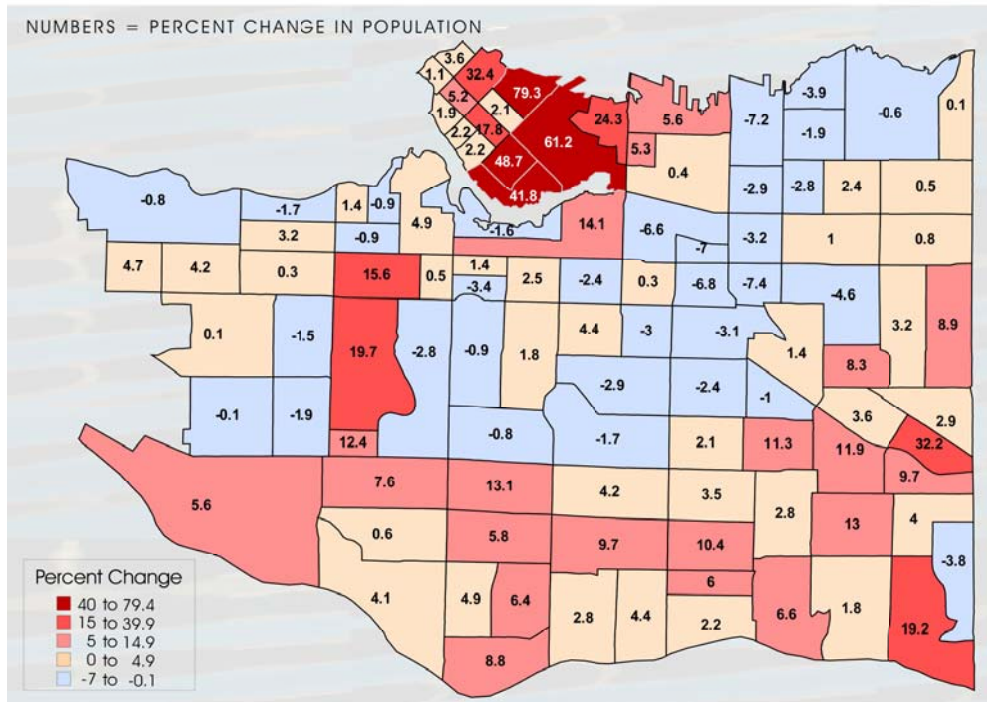 NUMBERS = PERCENT CHANGE IN POPULATION
3.6
1.1 32.4
79.3
5.2
1.9 2.1
2.2 17.8
2.2
61.2
48.7
41.8
24.3
5.6
5.3
0.4
-7.2
-3.9
-1.9
-0.6
0.1
-2.9 -2.8 2.4 0.5
-0.8
-1.7
1.4 -0.9
4.9
3.2 -0.9
-1.6
14.1
-6.6
-7
-3.2 1 0.8
4.7 4.2 0.3 15.6 0.5
1.4
-3.4
2.5 -2.4 0.3 -6.8 -7.4 -4.6
3.2 8.9
0.1 -1.5 19.7 -2.8 -0.9 1.8
4.4 -3 -3.1
1.4
8.3
-2.9 -2.4 -1
-0.1 -1.9
12.4
-0.8 -1.7 2.1 11.3
3.6 2.9
11.9 32.2
9.7
5.6 7.6 13.1 4.2 3.5
2.8 13 4
0.6 5.8 9.7 10.4
-3.8
6
4.1 4.9 6.4 2.8 4.4 2.2 6.6 1.8
19.2
8.8
Percent Change
40 to 79.4
15 to 39.9
5 to 14.9
0 to 4.9
-7 to -0.1